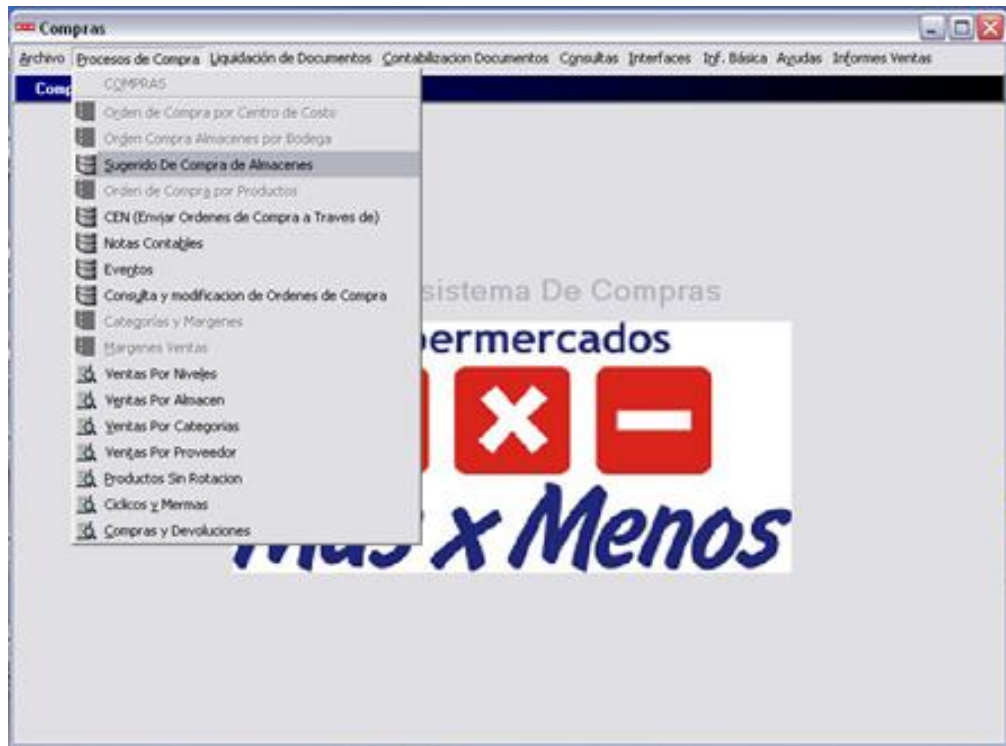 Compras
Archivo Procesos de Compra Liquidación de Documentos Contabilizacion Documentos Consultas Interfaces Inf. Básica Ayudas Informes Ventas
Comp
COMPRAS
Orden de Compra por Centro de Costo
Orden Compra Almacenes por Bodega
Sugerido De Compra de Almacenes
Orden de Compra por Productos
CEN (Enviar Ordenes de Compra a Traves de)
Notas Contables
Eventos
Consulta y modificacion de Ordenes de Compra
Categorías y Margenes
Margenes Ventas
Ventas Por Niveles
Ventas Por Almacen
Ventas Por Categorias
Ventas Por Proveedor
Productos Sin Rotacion
Ciclicos y Mermas
Compras y Devoluciones
sistema De Compras
permercados
Mas x Menos